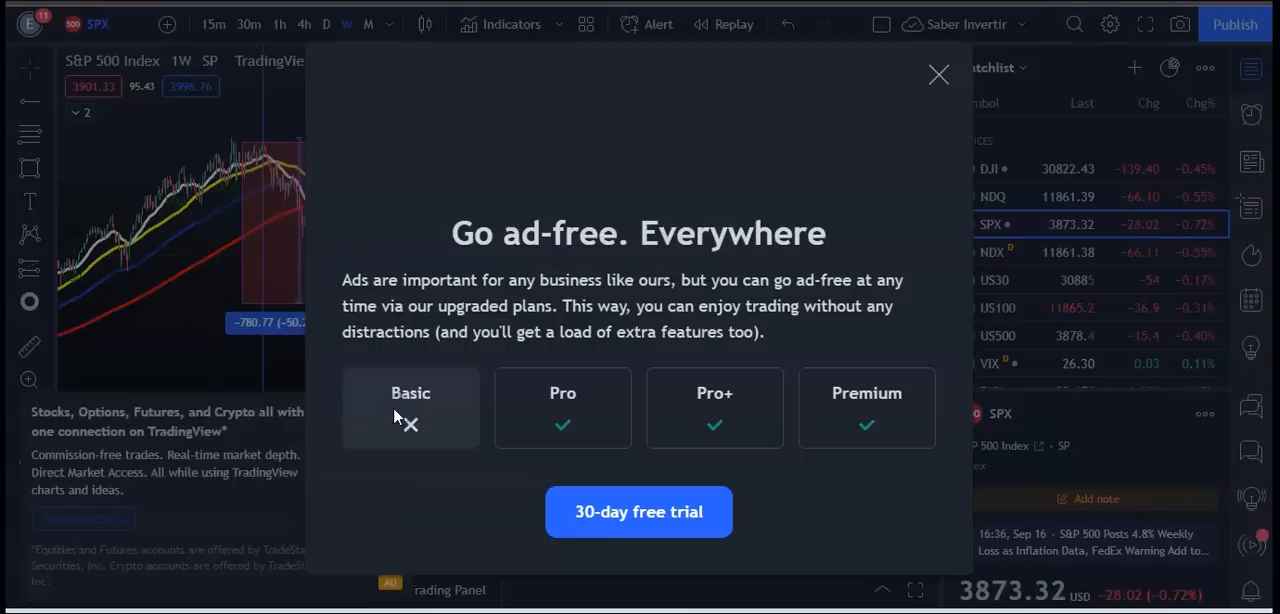 E
11
500 SPX
15m 30m 1h 4h D W M
Indicators
Alert
Replay
Saber Invertir
Publish
S&P 500 Index · 1W SP TradingVie
3901.33 95.43 3996.76
2
−780.77 (−50.2
Go ad-free. Everywhere
Ads are important for any business like ours, but you can go ad-free at any
time via our upgraded plans. This way, you can enjoy trading without any
distractions (and you'll get a load of extra features too).
Basic
Pro
Pro+
Premium
30-day free trial
Stocks, Options, Futures, and Crypto all with
one connection on TradingView*
Commission-free trades. Real-time market depth.
Direct Market Access. All while using TradingView
charts and ideas.
*Equities and Futures accounts are offered by TradeSta
Securities, Inc. Crypto accounts are offered by TradeSt
Inc.
AD
rading Panel
atchlist
mbol Last Chg Chg%
ICES
DJI 30822.43 −139.40 −0.45%
NDQ 11861.39 −66.10 −0.55%
SPX 3873.32 −28.02 −0.72%
NDX D 11861.38 −66.11 −0.55%
US30 30885 −54 −0.17%
US100 11865.2 −36.9 −0.31%
US500 3878.4 −15.4 −0.40%
VIX D 26.30 0.03 0.11%
SPX
P 500 Index · SP
ex
Add note
16:36, Sep 16 · S&P 500 Posts 4.8% Weekly
Loss as Inflation Data, FedEx Warning Add to...
3873.32 USD −28.02 (−0.72%)